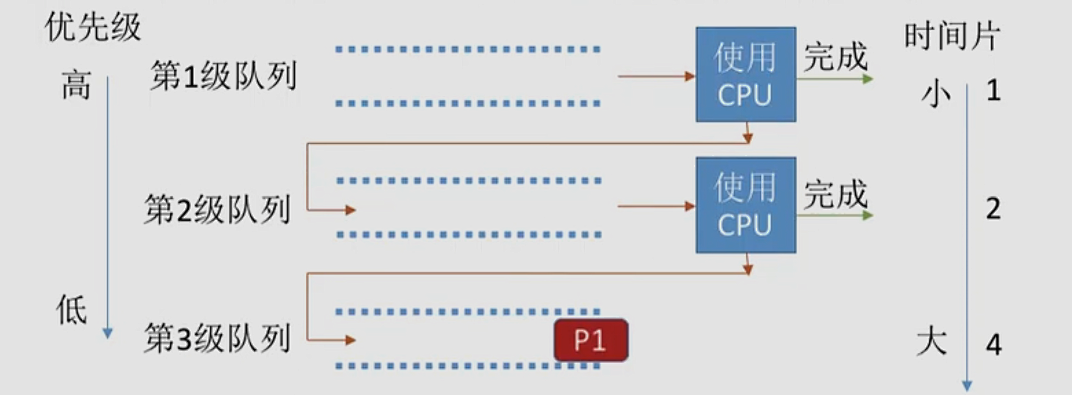 优先级
高
第1级队列
使用
CPU
完成
时间片
小
1
第2级队列
使用
CPU
完成
2
低
第3级队列
P1
大
4